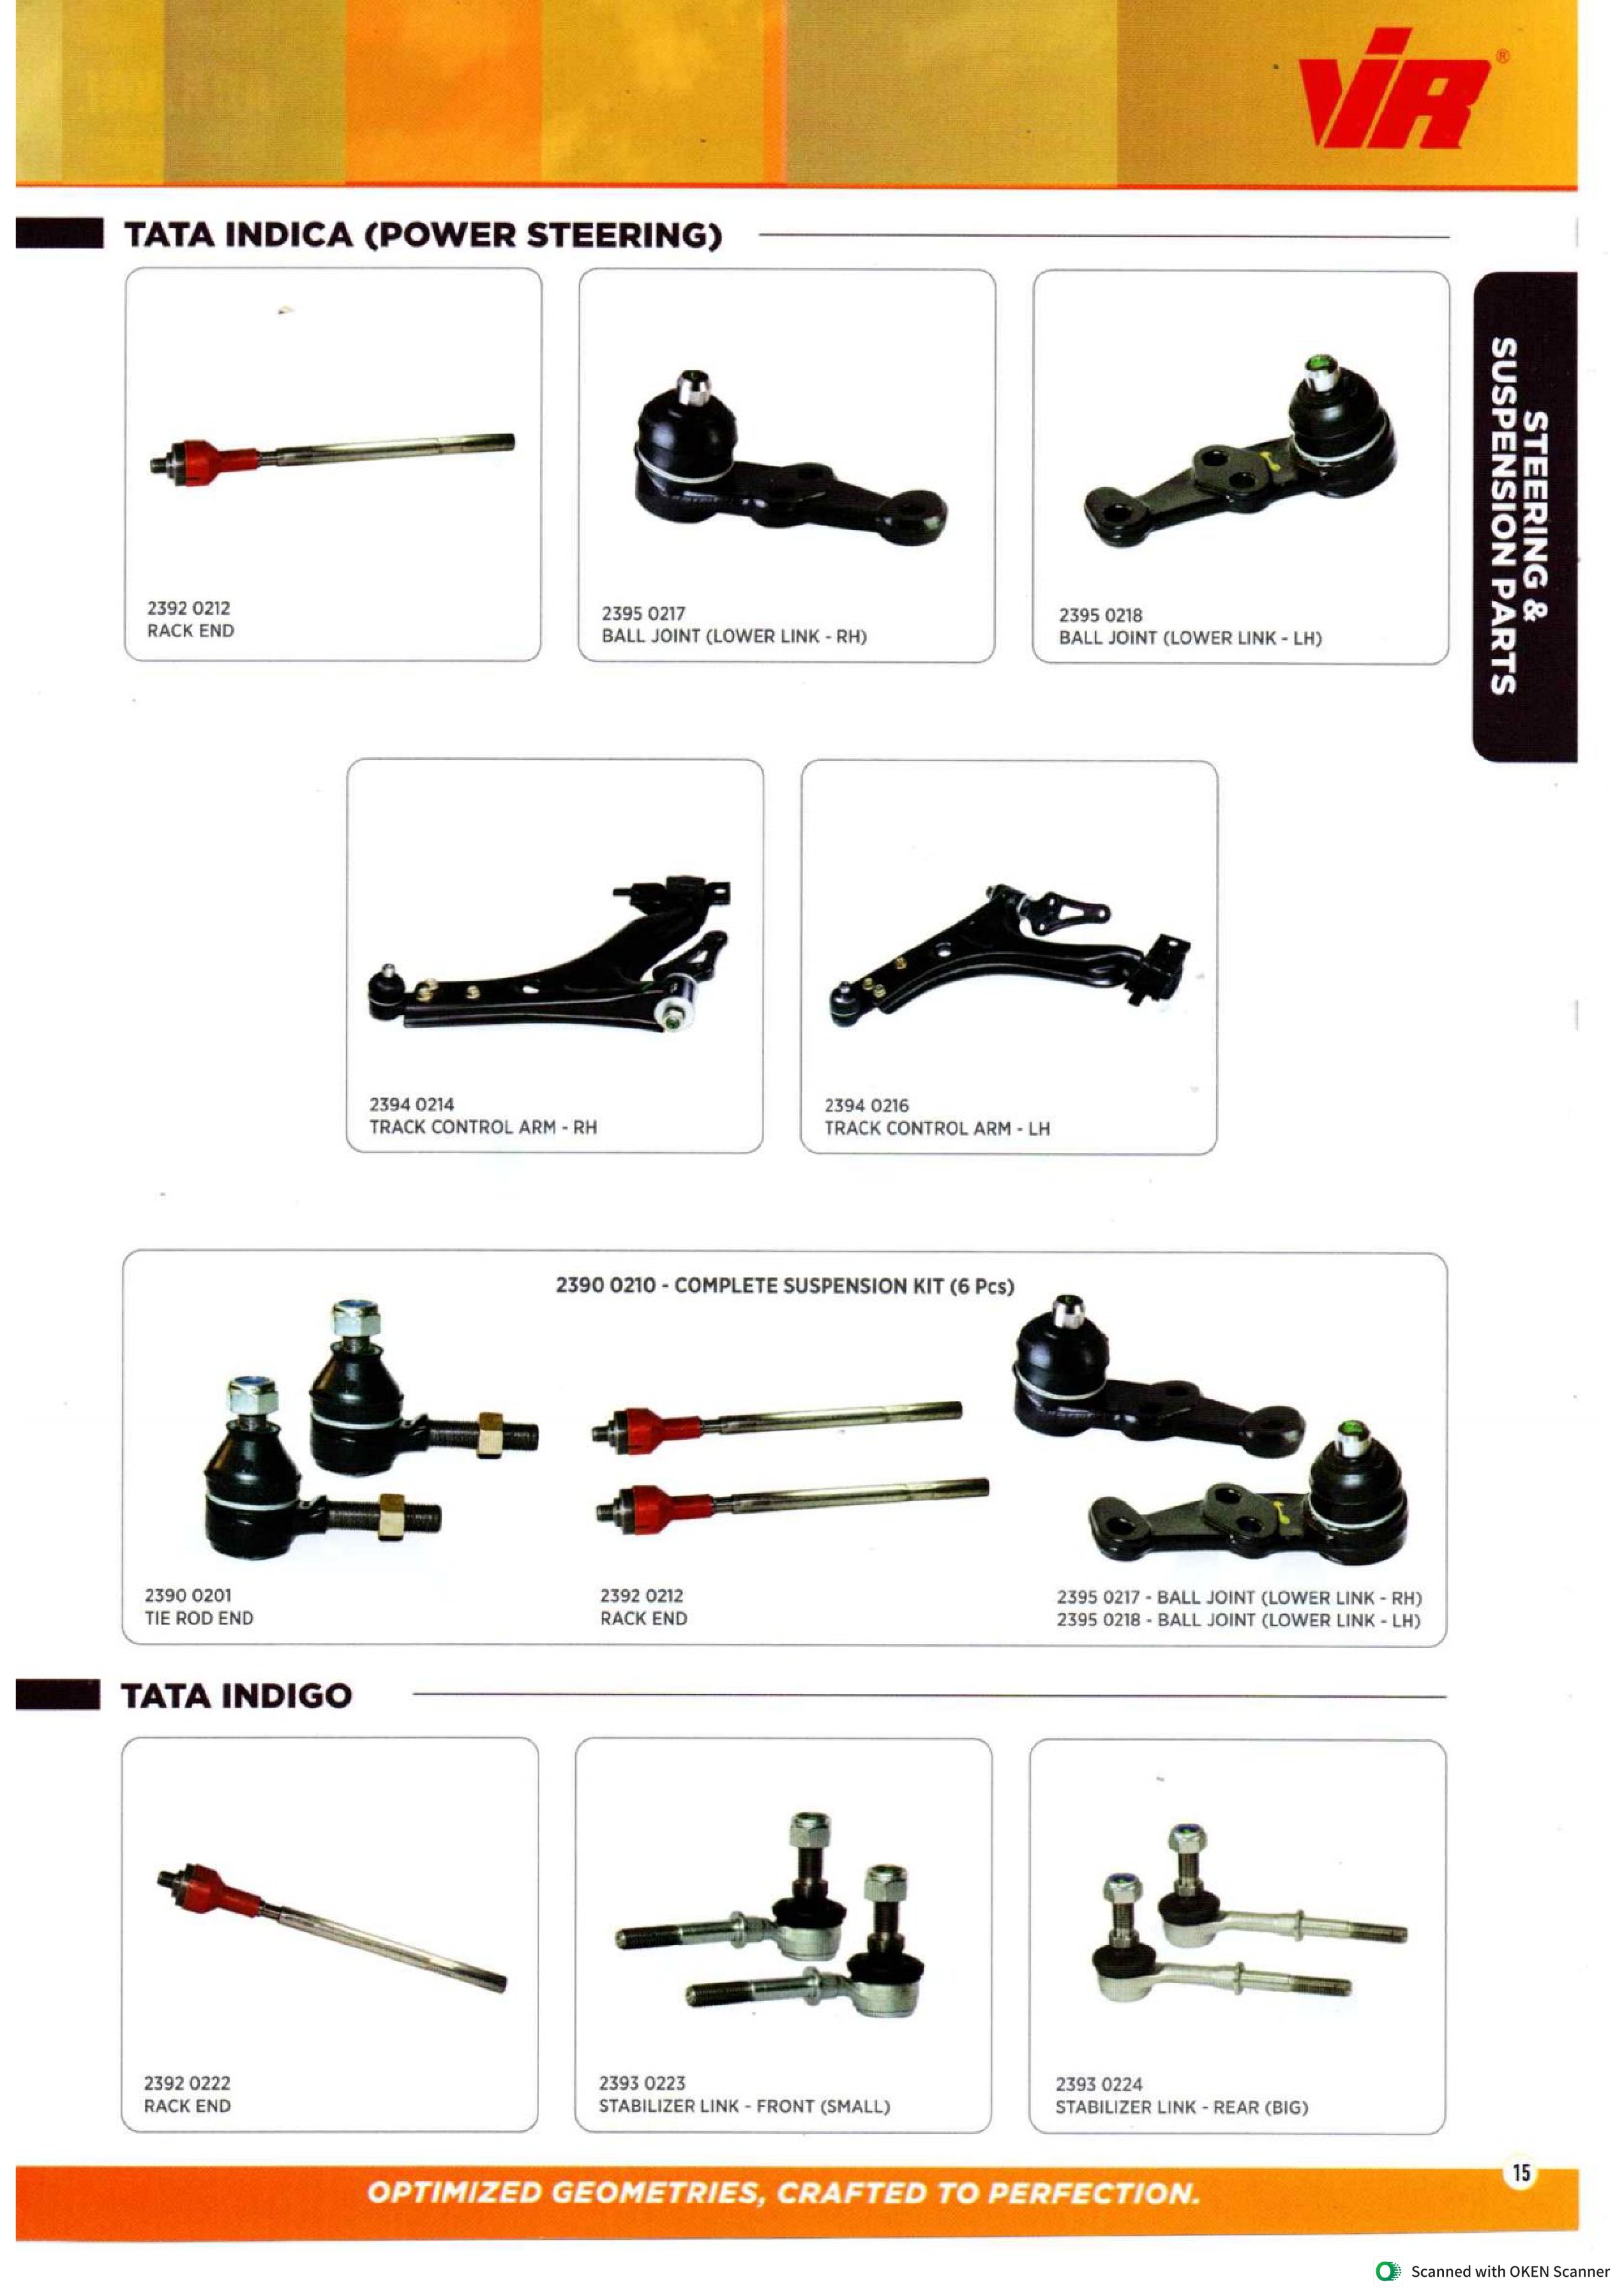 VIR®
TATA INDICA (POWER STEERING)
STEERING &
SUSPENSION PARTS
2392 0212
RACK END
2395 0217
BALL JOINT (LOWER LINK - RH)
2395 0218
BALL JOINT (LOWER LINK - LH)
2394 0214
TRACK CONTROL ARM - RH
2394 0216
TRACK CONTROL ARM - LH
2390 0210 - COMPLETE SUSPENSION KIT (6 Pcs)
2390 0201
TIE ROD END
2392 0212
RACK END
2395 0217 - BALL JOINT (LOWER LINK - RH)
2395 0218 - BALL JOINT (LOWER LINK - LH)
TATA INDIGO
2392 0222
RACK END
2393 0223
STABILIZER LINK - FRONT (SMALL)
2393 0224
STABILIZER LINK - REAR (BIG)
15
OPTIMIZED GEOMETRIES, CRAFTED TO PERFECTION.
Scanned with OKEN Scanner